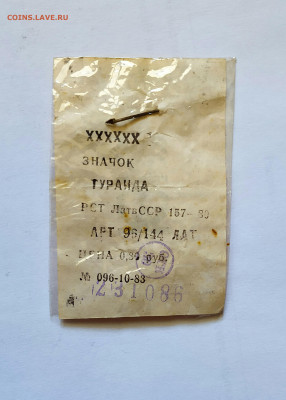 COINS.LAVE.RU
XXXXXX
ЗНАЧОК
ТУРАИДА
РСТ ЛатвССР 157- 80
АРТ 96/144 ЛАТ
ЦЕНА 0,30 руб.
№ 096-10-83
231086